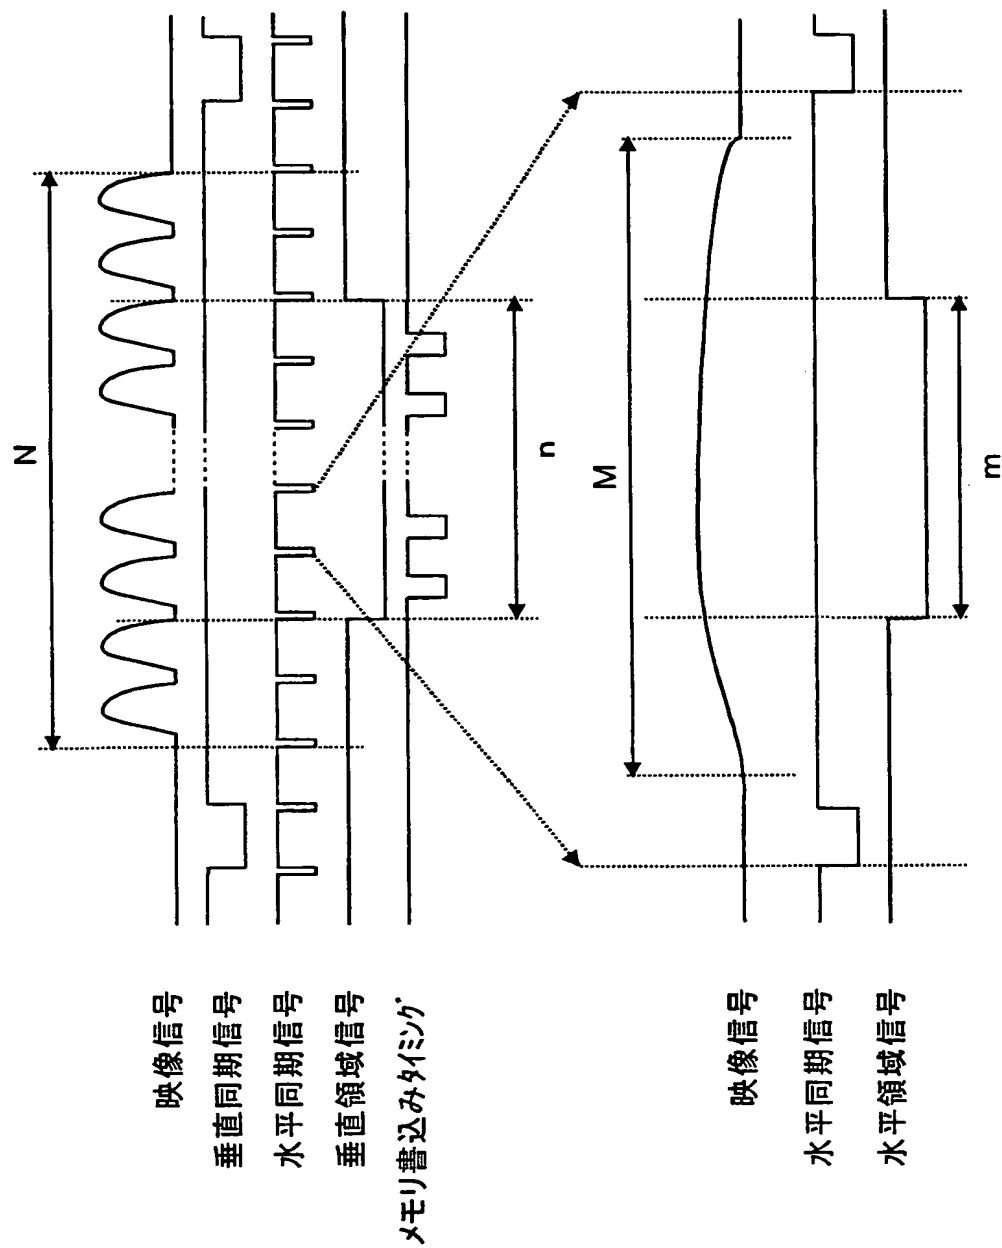 映像信号
垂直同期信号
水平同期信号
垂直領域信号
メモリ書込みタイミング
N
n
映像信号
水平同期信号
水平領域信号
M
m